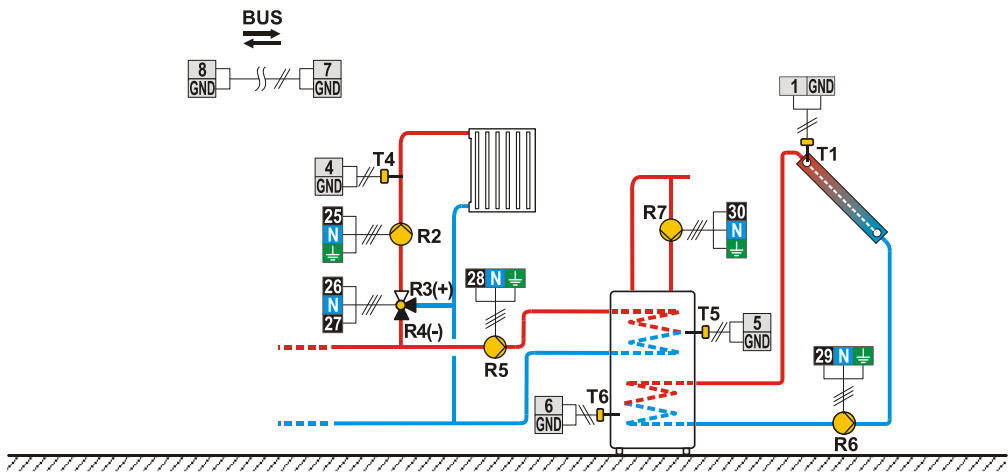 BUS
8
GND
7
GND
1 GND
T1
4
GND
T4
25
N
R2
R7
30
N
26
N
27
R3(+)
R4(-)
28 N
R5
T5
5
GND
29 N
6
GND
T6
R6